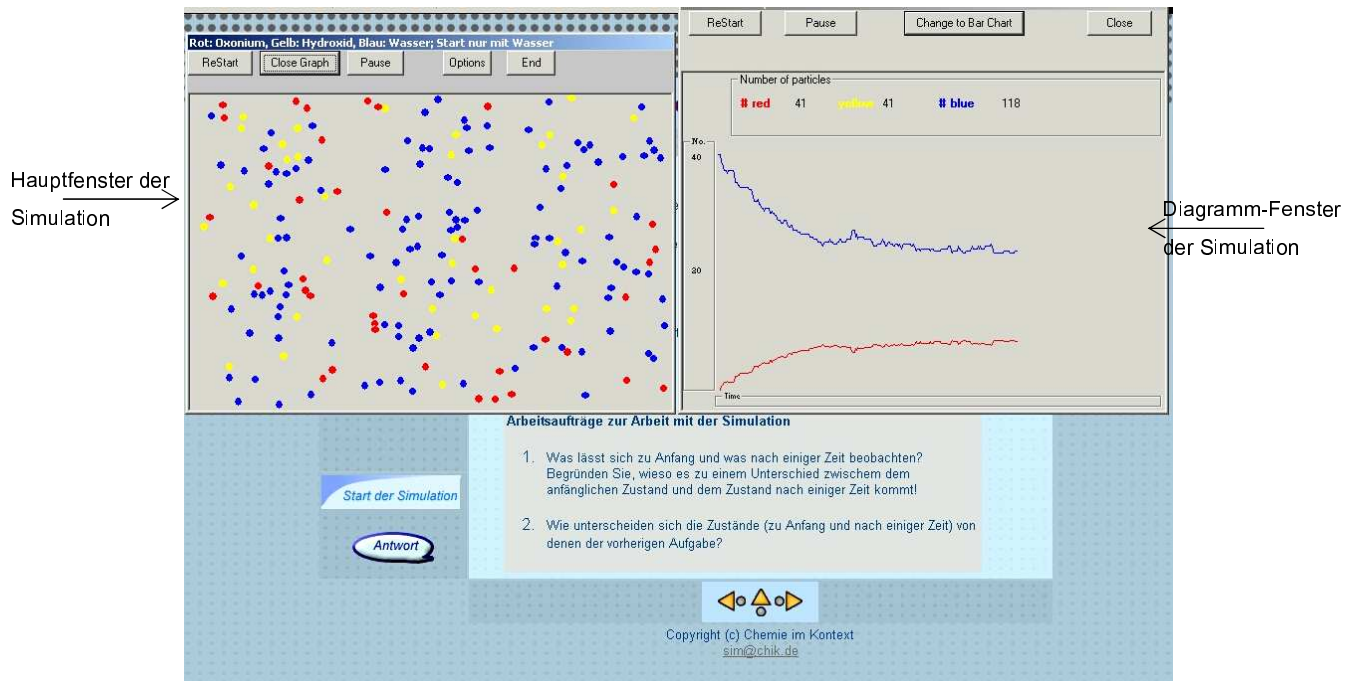 Hauptfenster der
Simulation
Rot: Oxonium, Gelb: Hydroxid, Blau: Wasser; Start nur mit Wasser
ReStart
Close Graph
Pause
Options
End
ReStart
Pause
Change to Bar Chart
Close
Number of particles
# red 41 yellow 41 # blue 118
No.
40
20
Time
Diagramm-Fenster
der Simulation
Arbeitsaufträge zur Arbeit mit der Simulation
1. Was lässt sich zu Anfang und was nach einiger Zeit beobachten?
Begründen Sie, wieso es zu einem Unterschied zwischem dem
anfänglichen Zustand und dem Zustand nach einiger Zeit kommt!
2. Wie unterscheiden sich die Zustände (zu Anfang und nach einiger Zeit) von
denen der vorherigen Aufgabe?
Start der Simulation
Antwort
Copyright (c) Chemie im Kontext
sim@chik.de